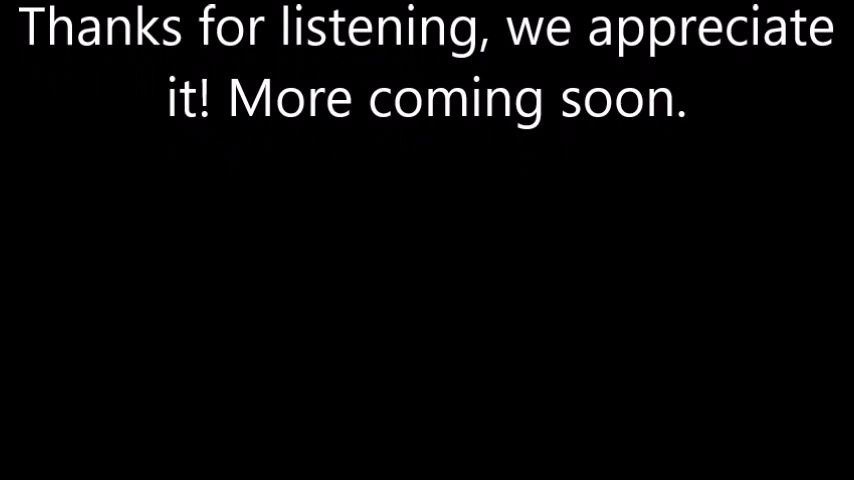 Thanks for listening, we appreciate
it! More coming soon.